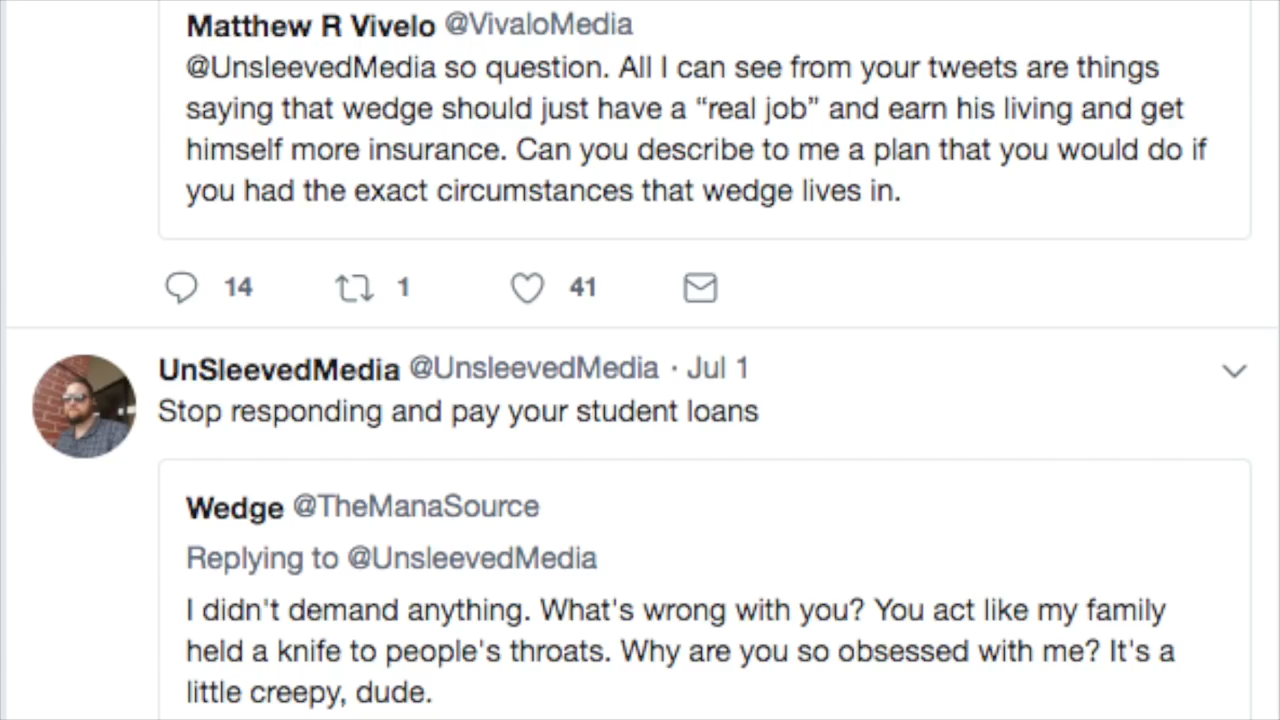 Matthew R Vivelo @VivaloMedia
@UnsleevedMedia so question. All I can see from your tweets are things
saying that wedge should just have a “real job” and earn his living and get
himself more insurance. Can you describe to me a plan that you would do if
you had the exact circumstances that wedge lives in.
14 1 41
UnSleevedMedia @UnsleevedMedia · Jul 1
Stop responding and pay your student loans
Wedge @TheManaSource
Replying to @UnsleevedMedia
I didn't demand anything. What's wrong with you? You act like my family
held a knife to people's throats. Why are you so obsessed with me? It's a
little creepy, dude.